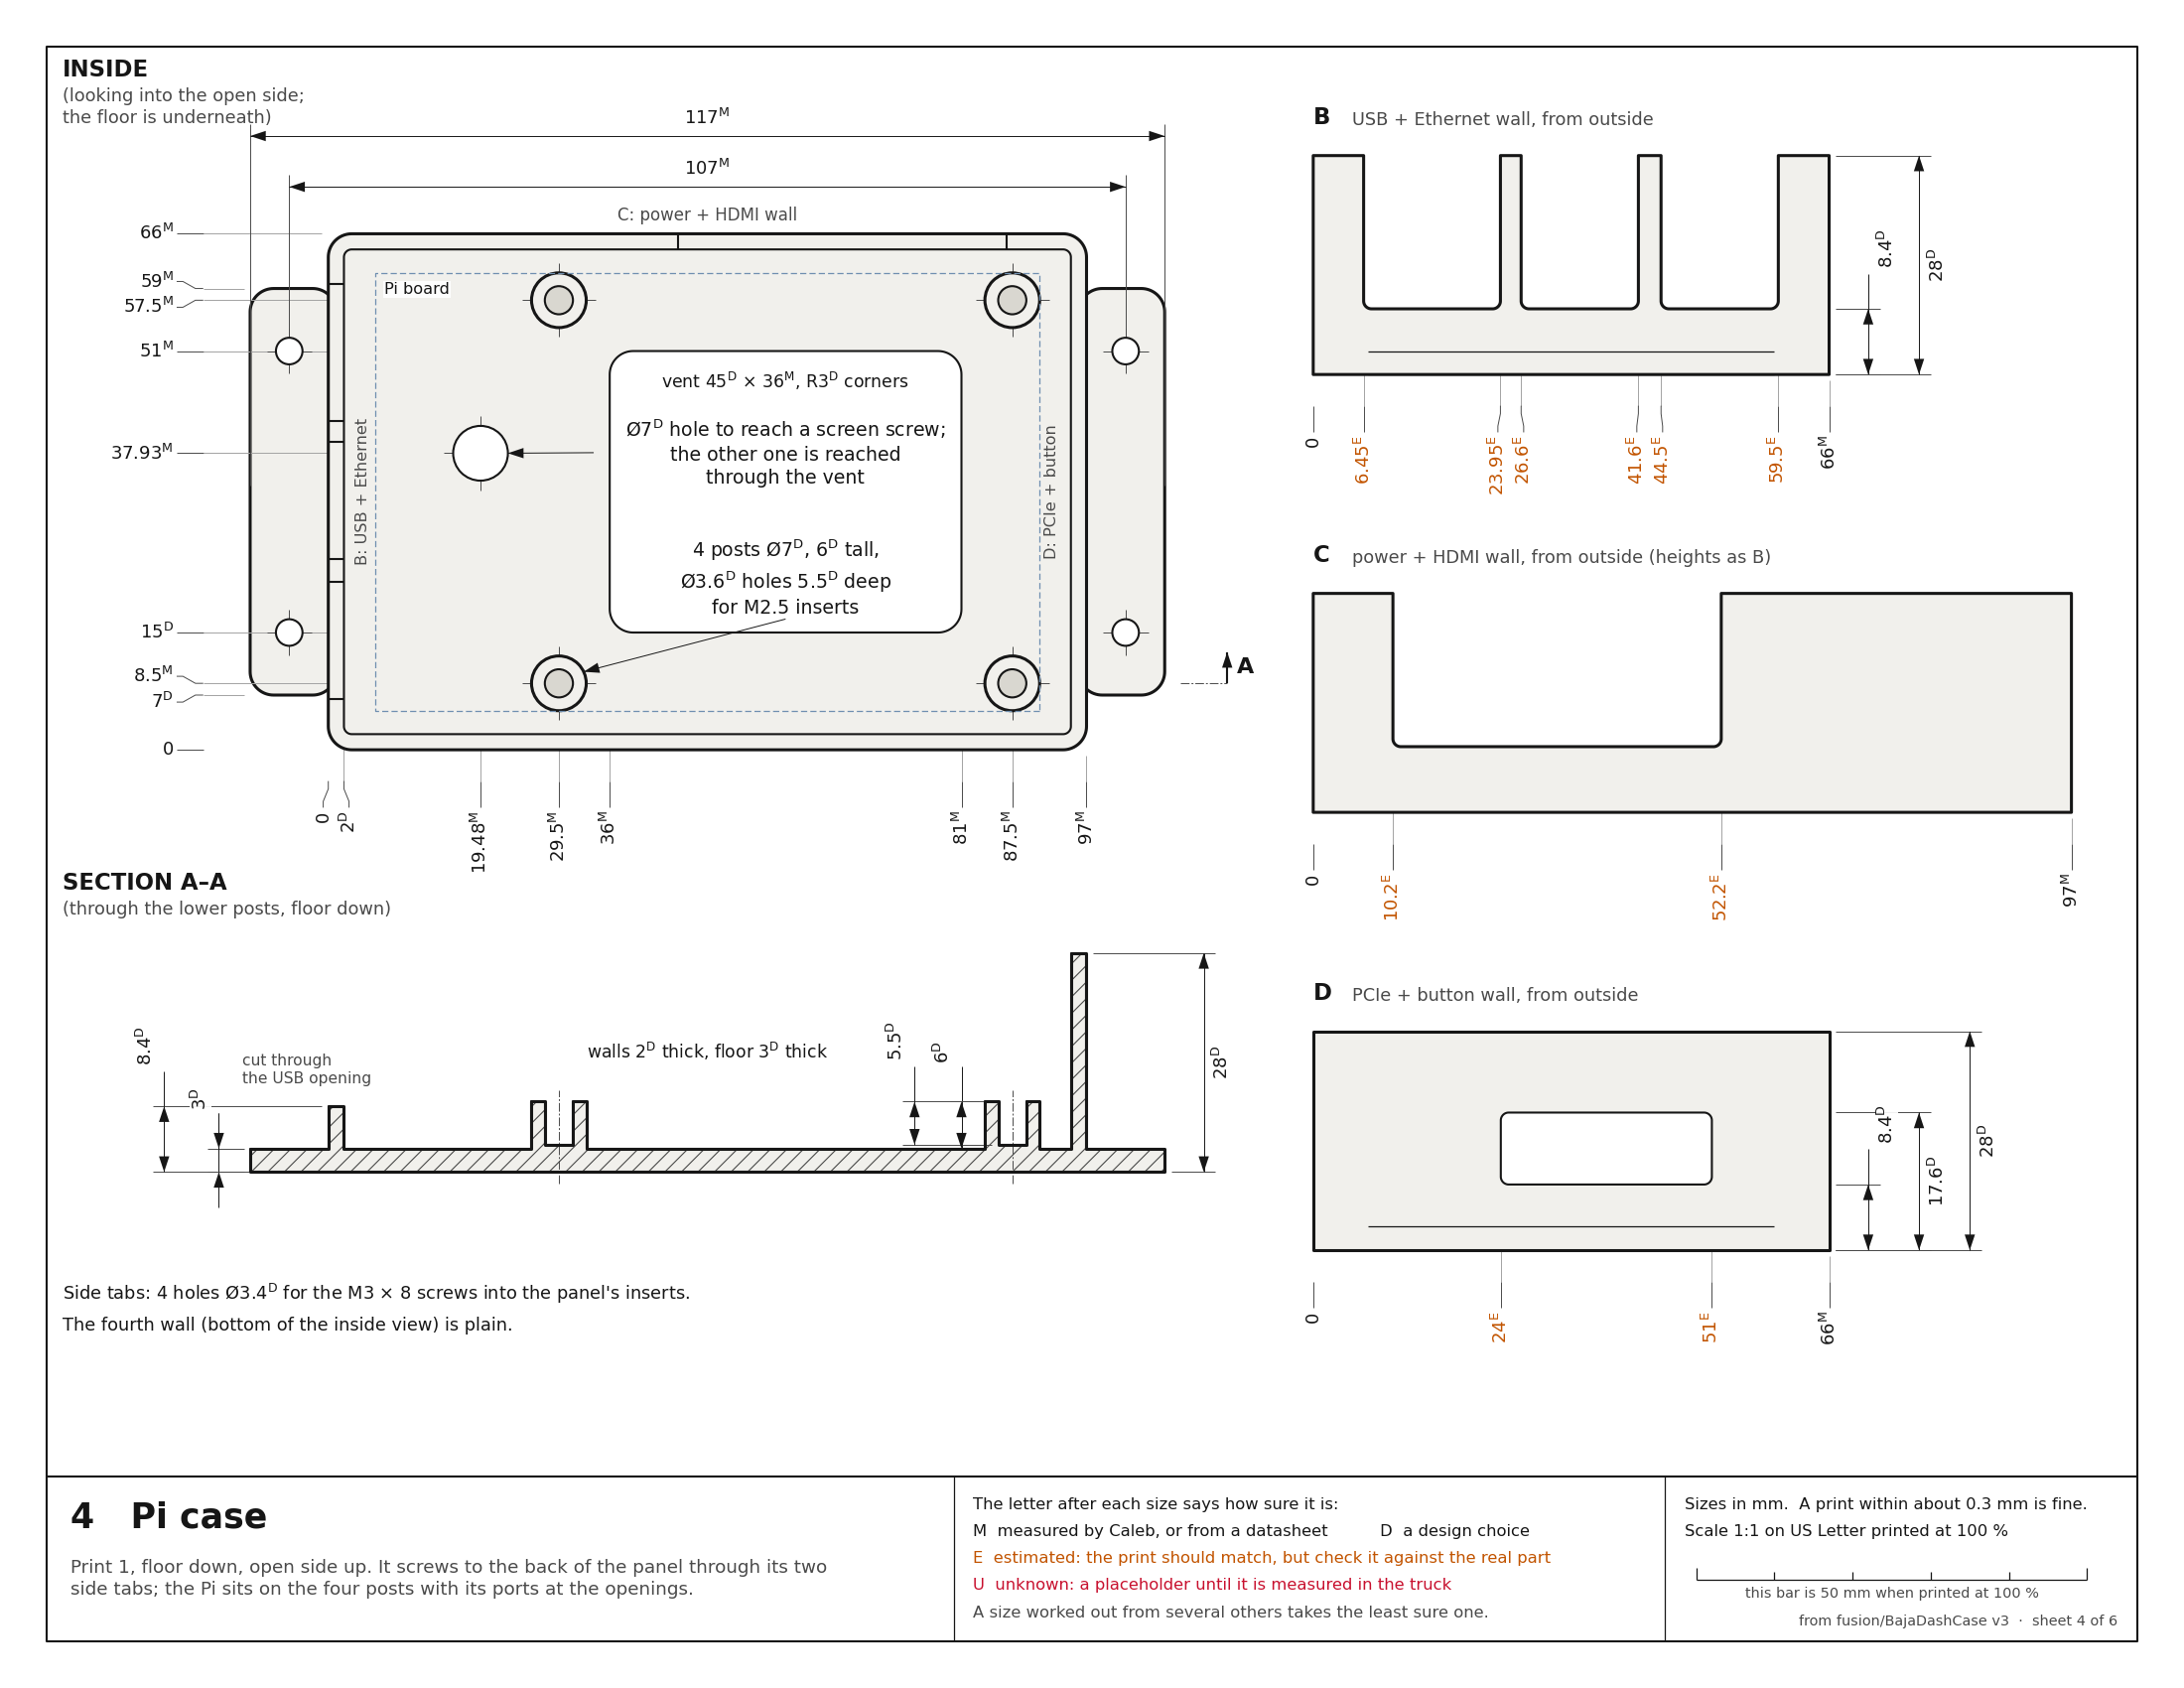 INSIDE
(looking into the open side;
the floor is underneath)
117M
107M
C: power + HDMI wall
66M
59M
57.5M
51M
37.93M
15D
8.5M
7D
0
Pi board
B: USB + Ethernet
D: PCIe + button
vent 45D × 36M, R3D corners
Ø7D hole to reach a screen screw;
the other one is reached
through the vent
4 posts Ø7D, 6D tall,
Ø3.6D holes 5.5D deep
for M2.5 inserts
A
0
2D
19.48M
29.5M
36M
81M
87.5M
97M
SECTION A–A
(through the lower posts, floor down)
8.4D
3D
cut through
the USB opening
walls 2D thick, floor 3D thick
5.5D
6D
28D
Side tabs: 4 holes Ø3.4D for the M3 × 8 screws into the panel's inserts.
The fourth wall (bottom of the inside view) is plain.
B USB + Ethernet wall, from outside
8.4D
28D
0
6.45E
23.95E
26.6E
41.6E
44.5E
59.5E
66M
C power + HDMI wall, from outside (heights as B)
0
10.2E
52.2E
97M
D PCIe + button wall, from outside
8.4D
17.6D
28D
0
24E
51E
66M
4 Pi case
Print 1, floor down, open side up. It screws to the back of the panel through its two
side tabs; the Pi sits on the four posts with its ports at the openings.
The letter after each size says how sure it is:
M measured by Caleb, or from a datasheet D a design choice
E estimated: the print should match, but check it against the real part
U unknown: a placeholder until it is measured in the truck
A size worked out from several others takes the least sure one.
Sizes in mm. A print within about 0.3 mm is fine.
Scale 1:1 on US Letter printed at 100 %
this bar is 50 mm when printed at 100 %
from fusion/BajaDashCase v3 · sheet 4 of 6